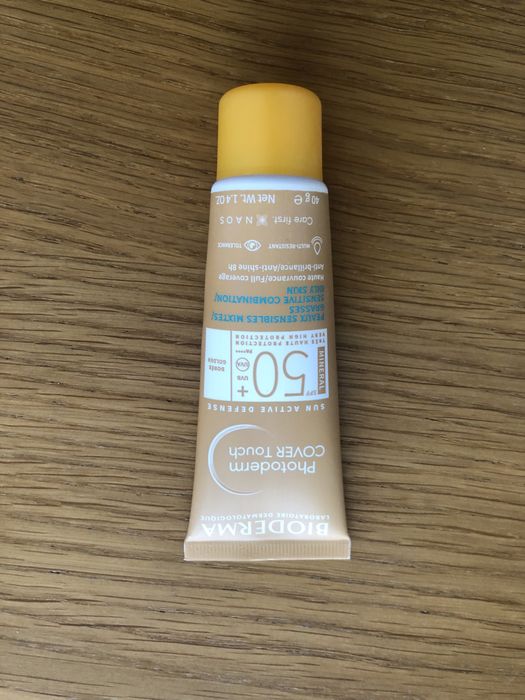 BIODERMA
LABORATOIRE DERMATOLOGIQUE
Photoderm
COVER Touch
SUN ACTIVE DEFENSE
MINERAL
SPF
50+
UVB
UVA
PA++++
Dorée
GOLDEN
TRÈS HAUTE PROTECTION
VERY HIGH PROTECTION
PEAUX SENSIBLES MIXTES/
GRASSES
SENSITIVE COMBINATION/
OILY SKIN
Haute couvrance/Full coverage
Anti-brillance/Anti-shine 8h
MULTI-RESISTANT
TOLERANCE
Care first. NAOS
40 g e Net Wt. 1.4 OZ.